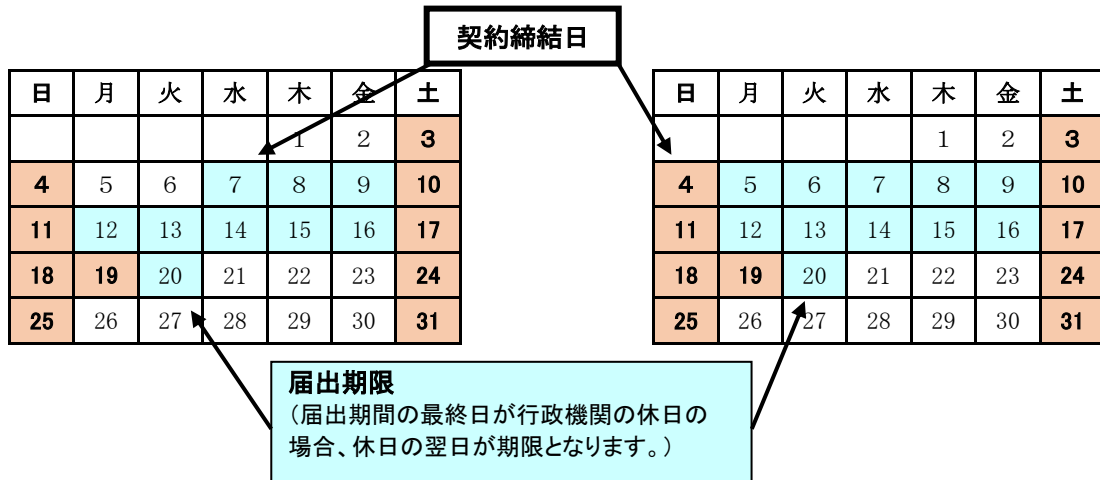 契約締結日
日 月 火 水 木 金 土
1 2 3
4 5 6 7 8 9 10
11 12 13 14 15 16 17
18 19 20 21 22 23 24
25 26 27 28 29 30 31
日 月 火 水 木 金 土
1 2 3
4 5 6 7 8 9 10
11 12 13 14 15 16 17
18 19 20 21 22 23 24
25 26 27 28 29 30 31
届出期限
（届出期間の最終日が行政機関の休日の
場合、休日の翌日が期限となります。）